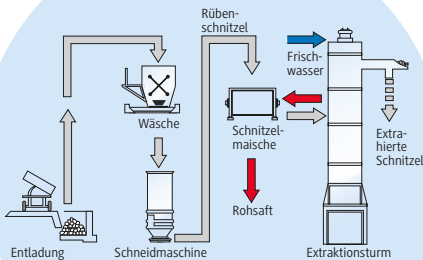 Rüben-
schnitzel
Frisch-
wasser
Wäsche
Schnitzel-
maische
Extra-
hierte
Schnitzel
Rohsaft
Entladung
Schneidmaschine
Extraktionsturm